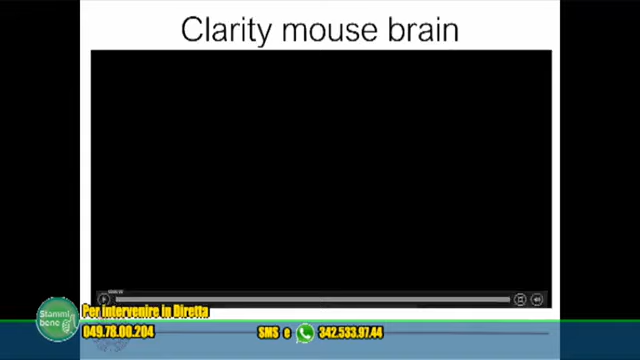 Clarity mouse brain
Stammi
bene
Per Intervenire in Diretta
049.78.00.204
SMS e 342.533.97.44